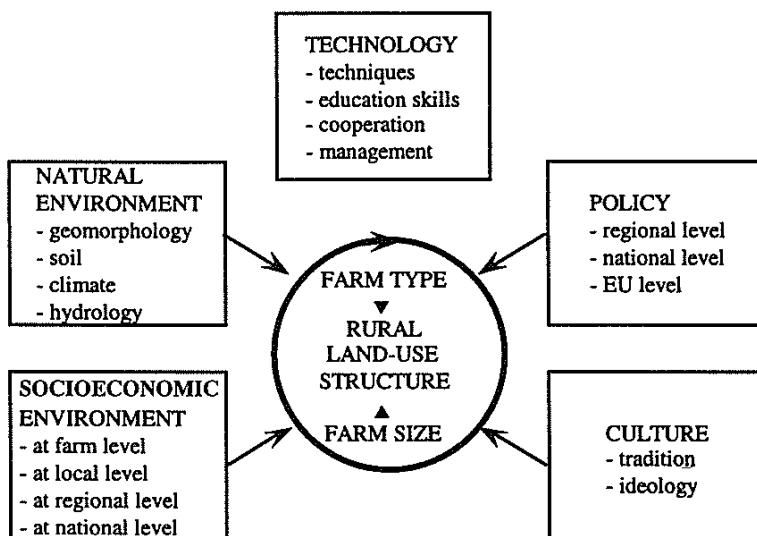 TECHNOLOGY
- techniques
- education skills
- cooperation
- management
NATURAL
ENVIRONMENT
- geomorphology
- soil
- climate
- hydrology
POLICY
- regional level
- national level
- EU level
FARM TYPE
RURAL
LAND-USE
STRUCTURE
FARM SIZE
SOCIOECONOMIC
ENVIRONMENT
- at farm level
- at local level
- at regional level
- at national level
CULTURE
- tradition
- ideology